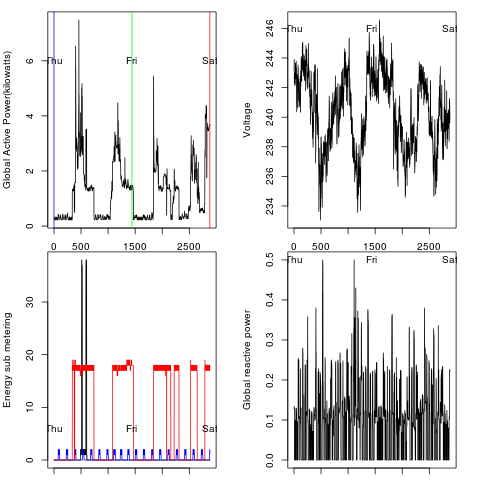 Global Active Power(kilowatts)
0 2 4 6
Thu Fri Sat
0 500 1500 2500
Voltage
234 236 238 240 242 244 246
Thu Fri Sat
0 500 1500 2500
Energy sub metering
0 10 20 30
Thu Fri Sat
Global reactive power
0.0 0.1 0.2 0.3 0.4 0.5
Thu Fri Sat